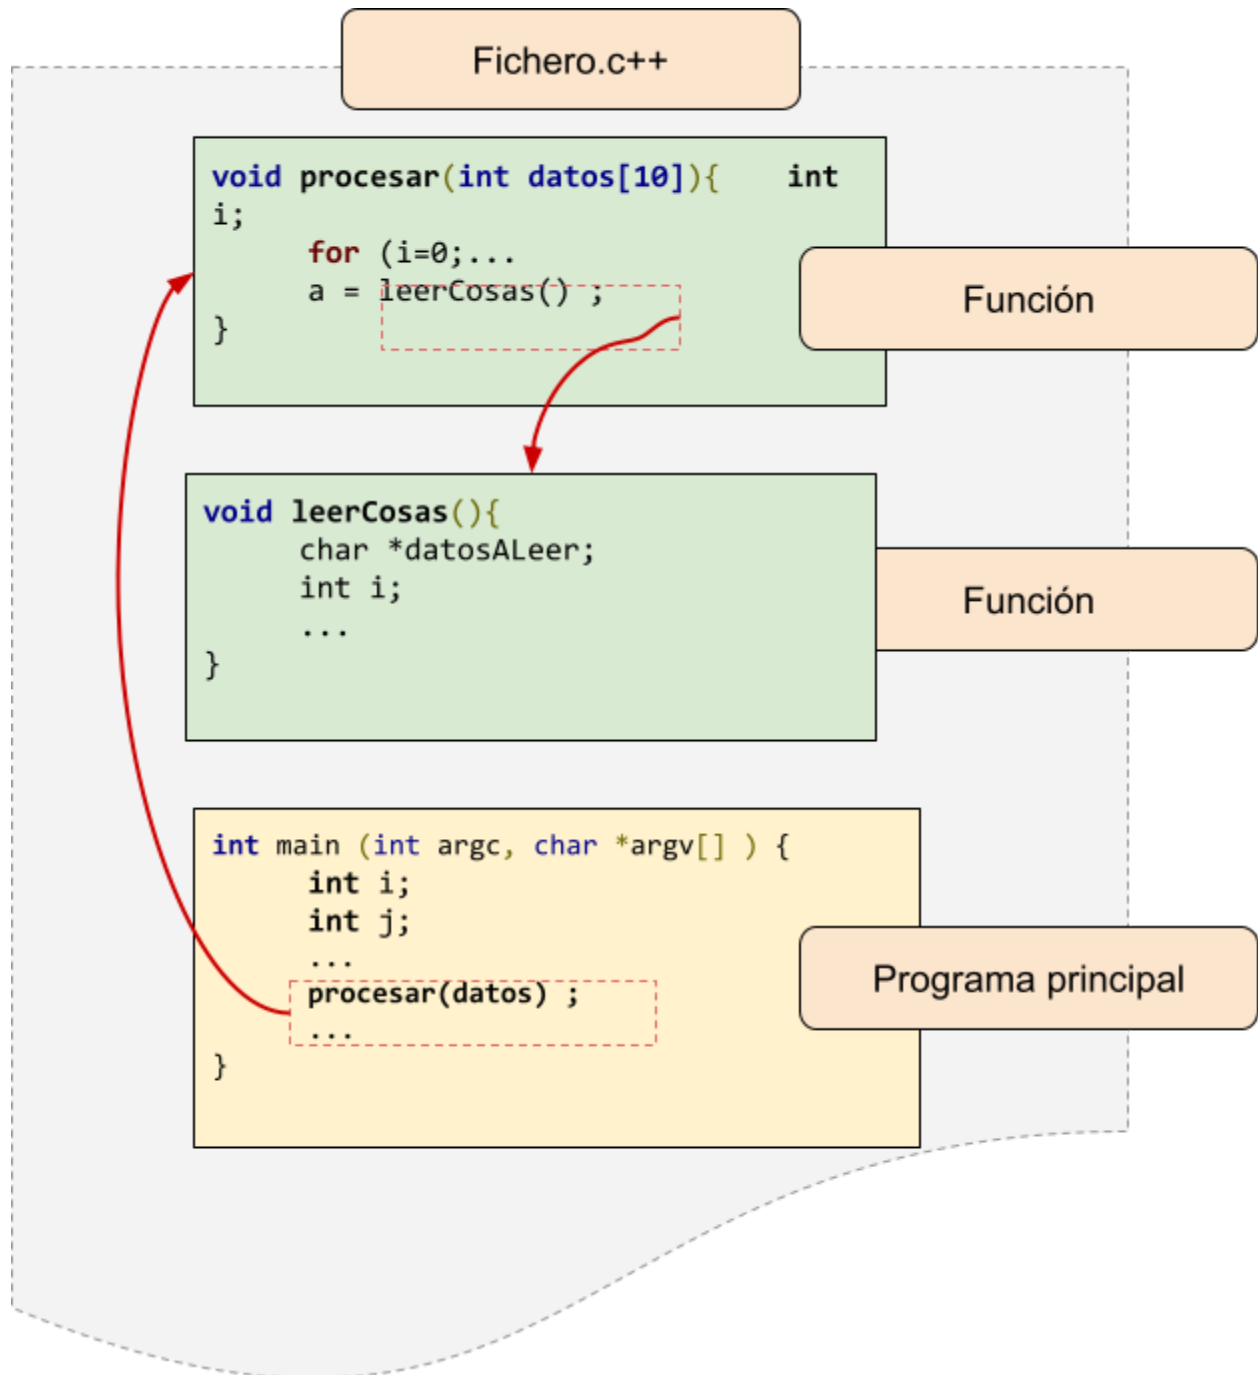 Fichero.c++
void procesar(int datos[10]){    int
i;
for (i=0;...
a = leerCosas() ;
}
Función
void leerCosas(){
char *datosALeer;
int i;
...
}
Función
int main (int argc, char *argv[] ) {
int i;
int j;
...
procesar(datos) ;
...
}
Programa principal